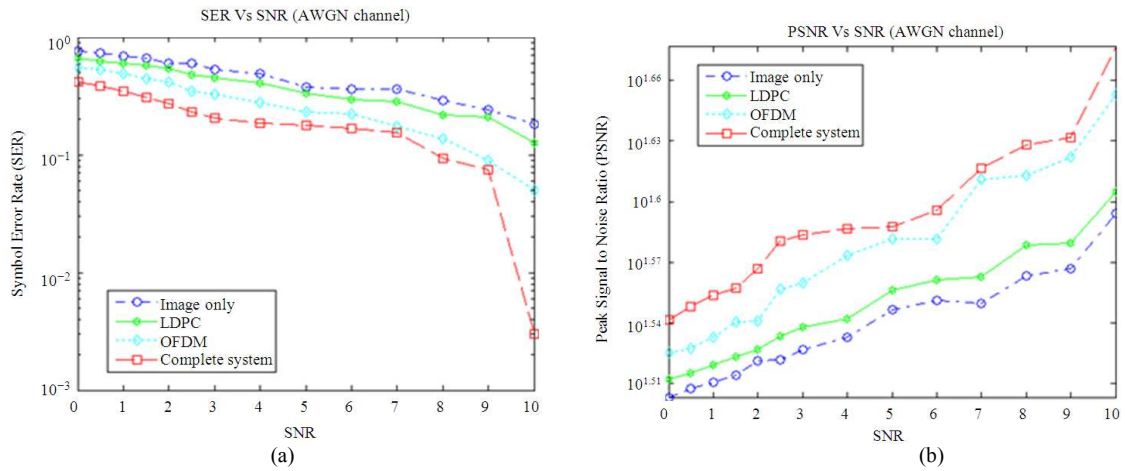 SER Vs SNR (AWGN channel)
10^0
10^-1
10^-2
10^-3
Symbol Error Rate (SER)
Image only
LDPC
OFDM
Complete system
0 1 2 3 4 5 6 7 8 9 10
SNR
(a)
PSNR Vs SNR (AWGN channel)
10^1.66
10^1.63
10^1.6
10^1.57
10^1.54
10^1.51
Peak Signal to Noise Ratio (PSNR)
Image only
LDPC
OFDM
Complete system
0 1 2 3 4 5 6 7 8 9 10
SNR
(b)